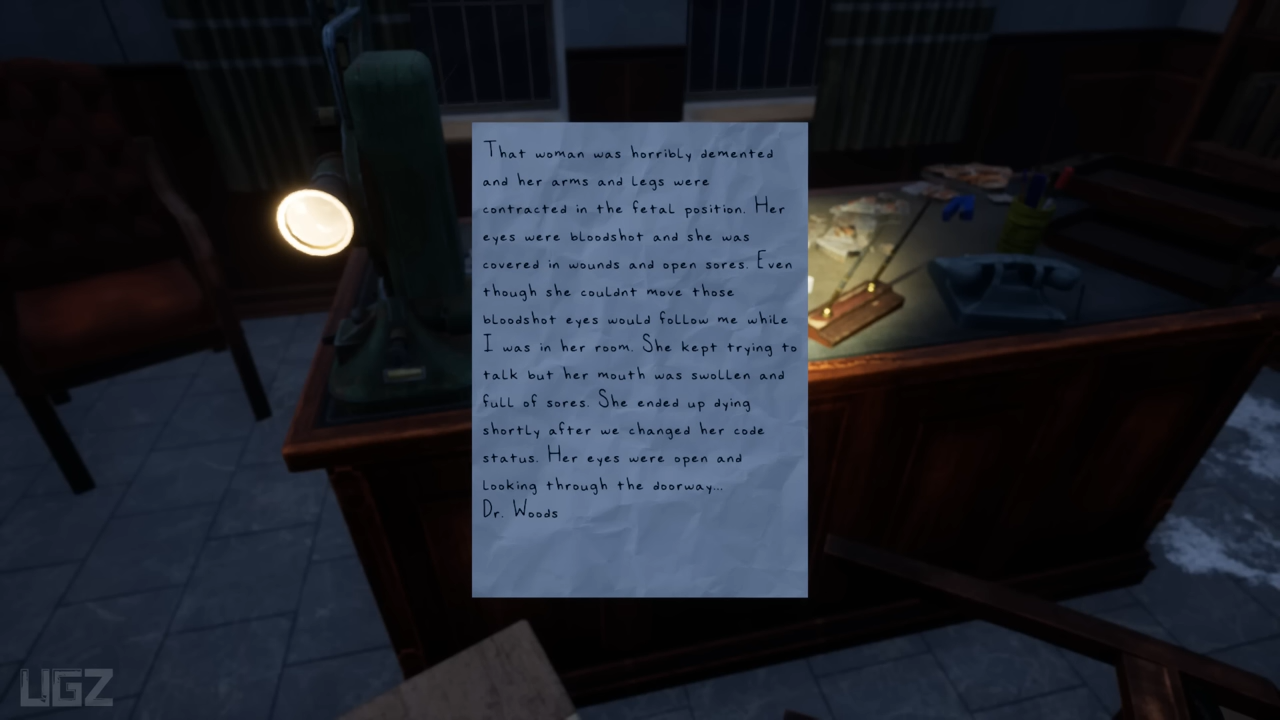 That woman was horribly demented
and her arms and legs were
contracted in the fetal position. Her
eyes were bloodshot and she was
covered in wounds and open sores. Even
though she couldnt move those
bloodshot eyes would follow me while
I was in her room. She kept trying to
talk but her mouth was swollen and
full of sores. She ended up dying
shortly after we changed her code
status. Her eyes were open and
looking through the doorway...
Dr. Woods
UGZ